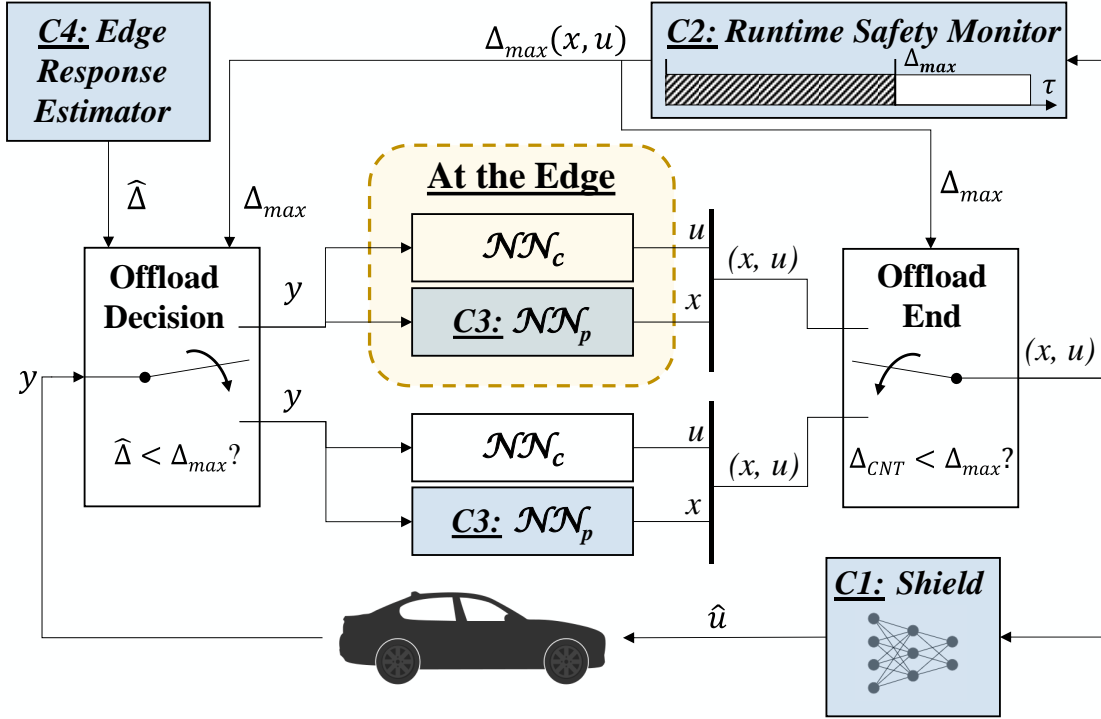 C4: Edge
Response
Estimator
Δmax(x, u)
C2: Runtime Safety Monitor
Δmax
τ
Δ̂
Δmax
At the Edge
Δmax
𝒩𝒩c
u
(x, u)
C3: 𝒩𝒩p
x
Offload
Decision
y
y
Δ̂ < Δmax?
y
Offload
End
(x, u)
ΔCNT < Δmax?
𝒩𝒩c
u
(x, u)
C3: 𝒩𝒩p
x
û
C1: Shield